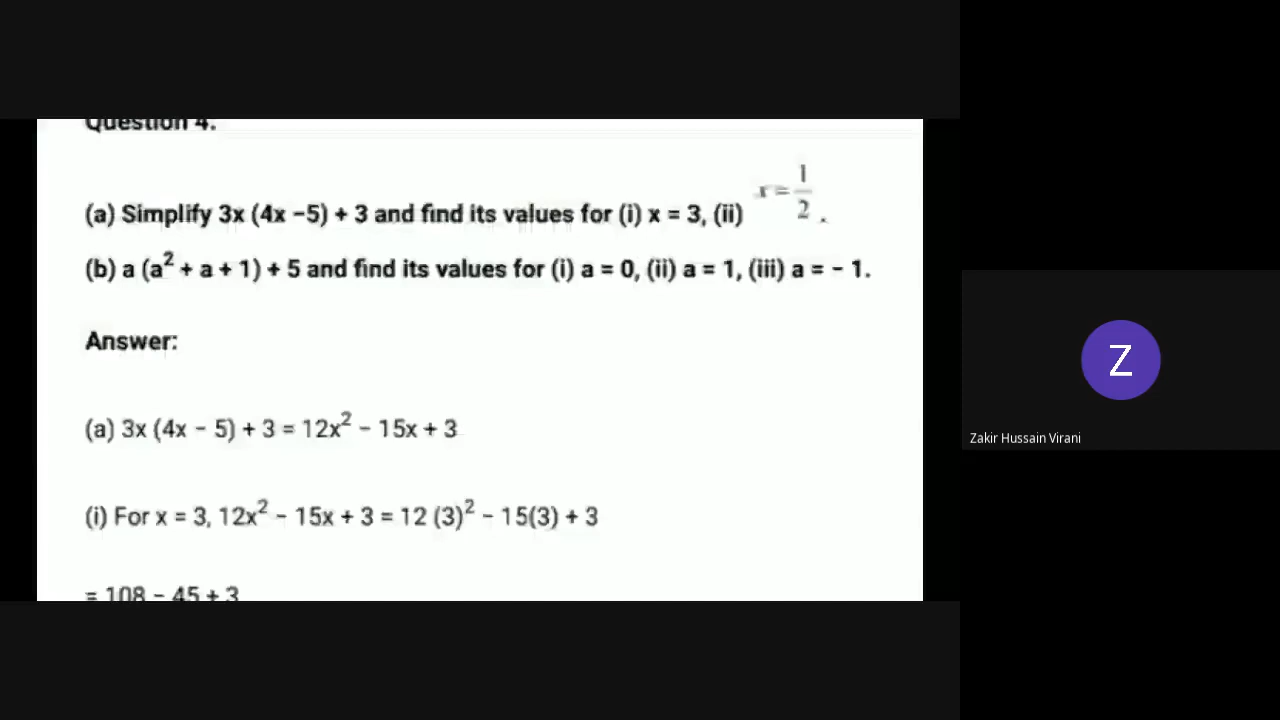 Question 4.
(a) Simplify 3x (4x −5) + 3 and find its values for (i) x = 3, (ii) x = 1/2 .
(b) a (a² + a + 1) + 5 and find its values for (i) a = 0, (ii) a = 1, (iii) a = − 1.
Answer:
(a) 3x (4x − 5) + 3 = 12x² − 15x + 3
(i) For x = 3, 12x² − 15x + 3 = 12 (3)² − 15(3) + 3
= 108 − 45 + 3
Z
Zakir Hussain Virani